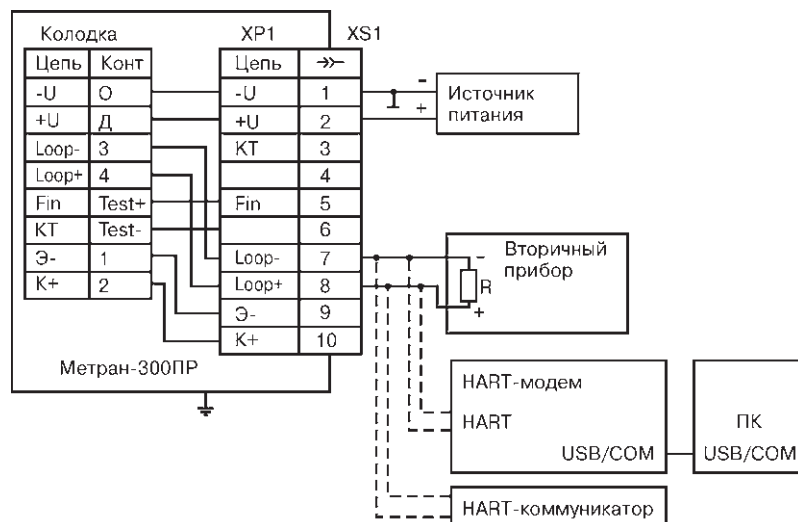 Колодка
XP1
XS1
Цепь Конт
Цепь
-U О
-U 1
+U Д
+U 2
Loop- 3
КТ 3
Loop+ 4
4
Fin Test+
Fin 5
КТ Test-
6
Э- 1
Loop- 7
К+ 2
Loop+ 8
Э- 9
К+ 10
Метран-300ПР
-
+
Источник
питания
Вторичный
прибор
-
R
+
HART-модем
HART
USB/COM
ПК
USB/COM
HART-коммуникатор